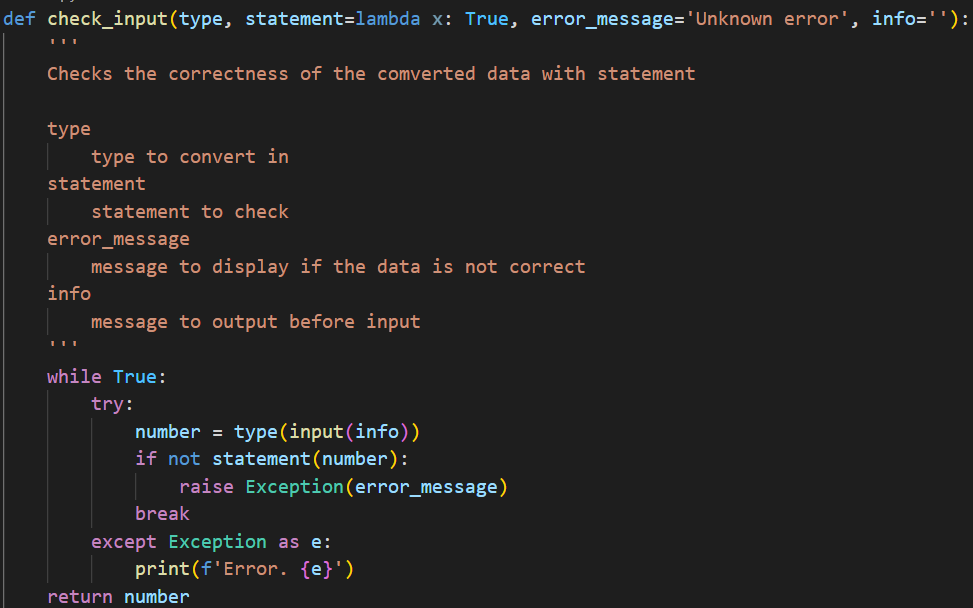 def check_input(type, statement=lambda x: True, error_message='Unknown error', info=''):
'''
Checks the correctness of the comverted data with statement
type
type to convert in
statement
statement to check
error_message
message to display if the data is not correct
info
message to output before input
'''
while True:
try:
number = type(input(info))
if not statement(number):
raise Exception(error_message)
break
except Exception as e:
print(f'Error. {e}')
return number